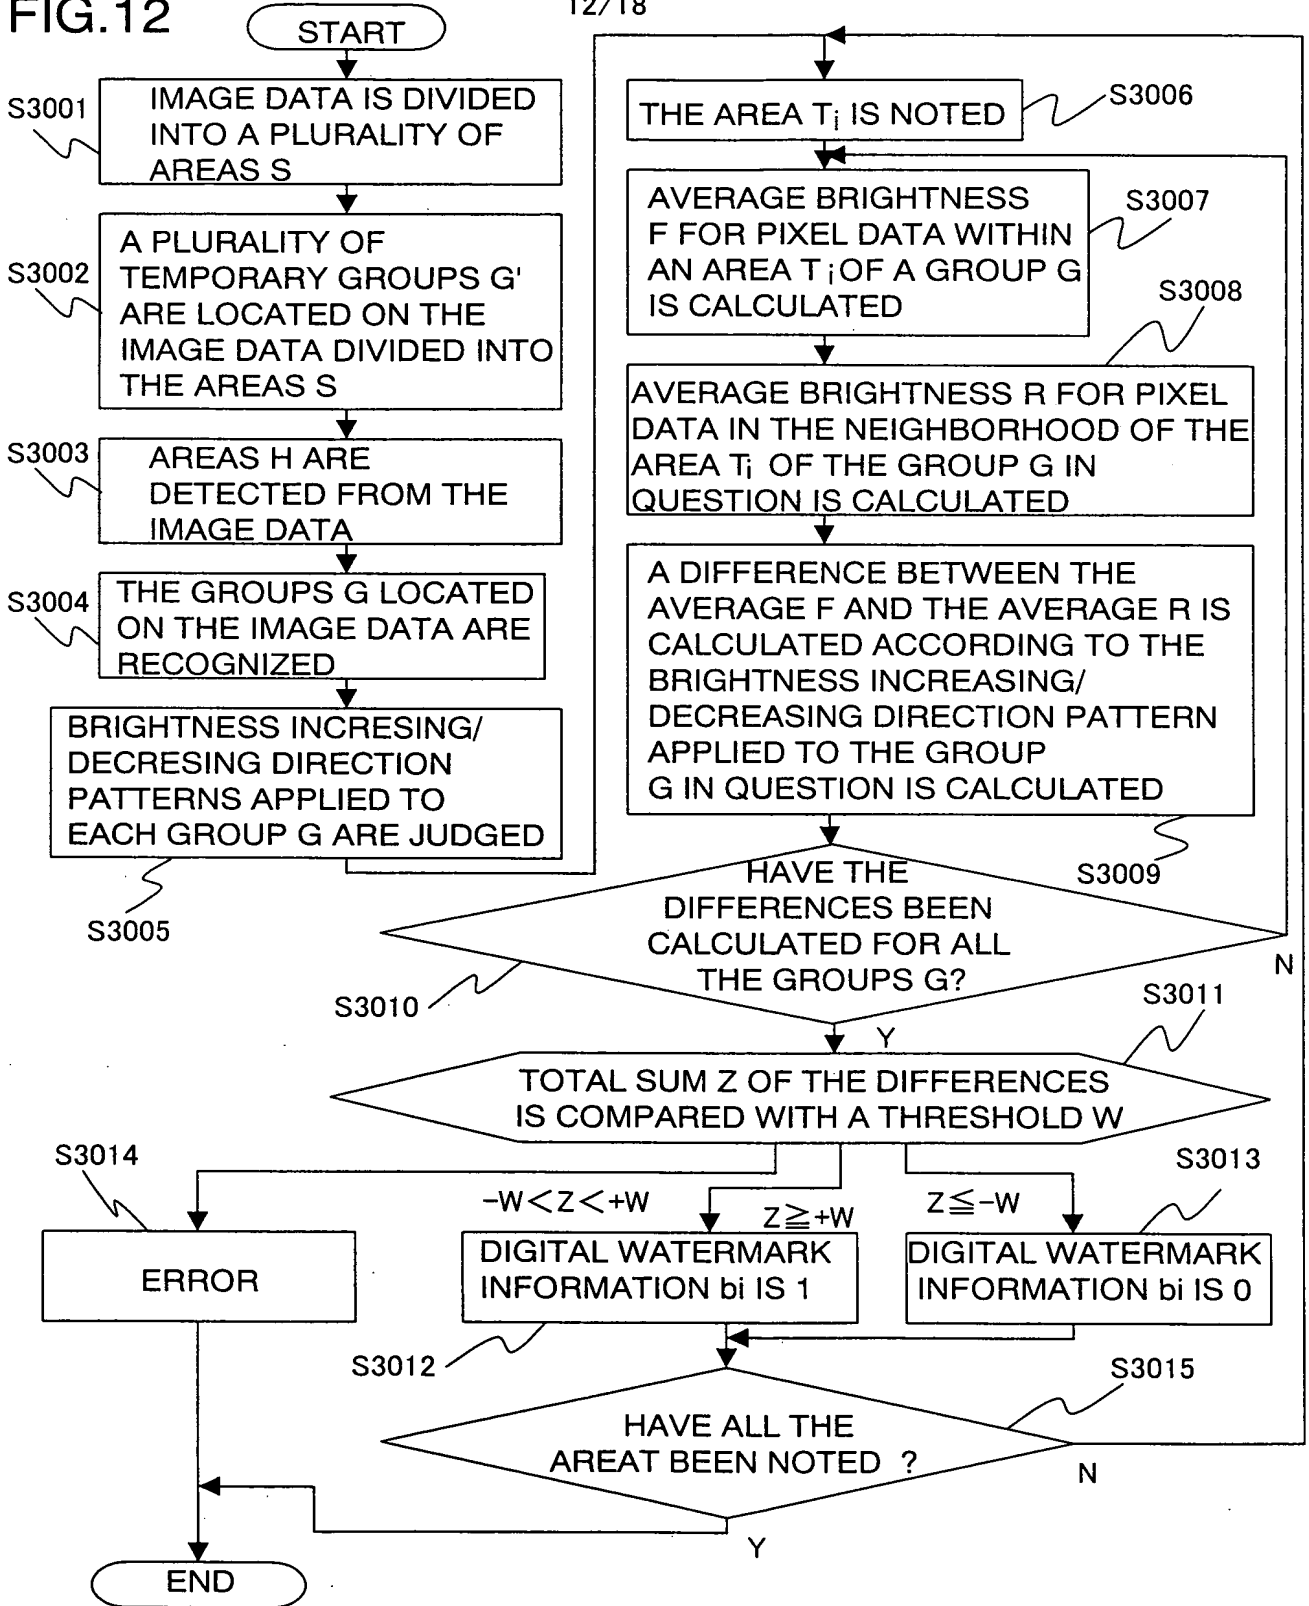 FIG.12
12/18
START
S3001
IMAGE DATA IS DIVIDED
INTO A PLURALITY OF
AREAS S
S3002
A PLURALITY OF
TEMPORARY GROUPS G'
ARE LOCATED ON THE
IMAGE DATA DIVIDED INTO
THE AREAS S
S3003
AREAS H ARE
DETECTED FROM THE
IMAGE DATA
S3004
THE GROUPS G LOCATED
ON THE IMAGE DATA ARE
RECOGNIZED
BRIGHTNESS INCRESING/
DECRESING DIRECTION
PATTERNS APPLIED TO
EACH GROUP G ARE JUDGED
S3005
THE AREA Ti IS NOTED
S3006
AVERAGE BRIGHTNESS
F FOR PIXEL DATA WITHIN
AN AREA Ti OF A GROUP G
IS CALCULATED
S3007
S3008
AVERAGE BRIGHTNESS R FOR PIXEL
DATA IN THE NEIGHBORHOOD OF THE
AREA Ti OF THE GROUP G IN
QUESTION IS CALCULATED
A DIFFERENCE BETWEEN THE
AVERAGE F AND THE AVERAGE R IS
CALCULATED ACCORDING TO THE
BRIGHTNESS INCREASING/
DECREASING DIRECTION PATTERN
APPLIED TO THE GROUP
G IN QUESTION IS CALCULATED
S3009
HAVE THE
DIFFERENCES BEEN
CALCULATED FOR ALL
THE GROUPS G?
N
S3010
Y
S3011
TOTAL SUM Z OF THE DIFFERENCES
IS COMPARED WITH A THRESHOLD W
S3014
-W<Z<+W
Z≧+W
Z≦-W
S3013
ERROR
DIGITAL WATERMARK
INFORMATION bi IS 1
DIGITAL WATERMARK
INFORMATION bi IS 0
S3012
S3015
HAVE ALL THE
AREAT BEEN NOTED ?
N
Y
END